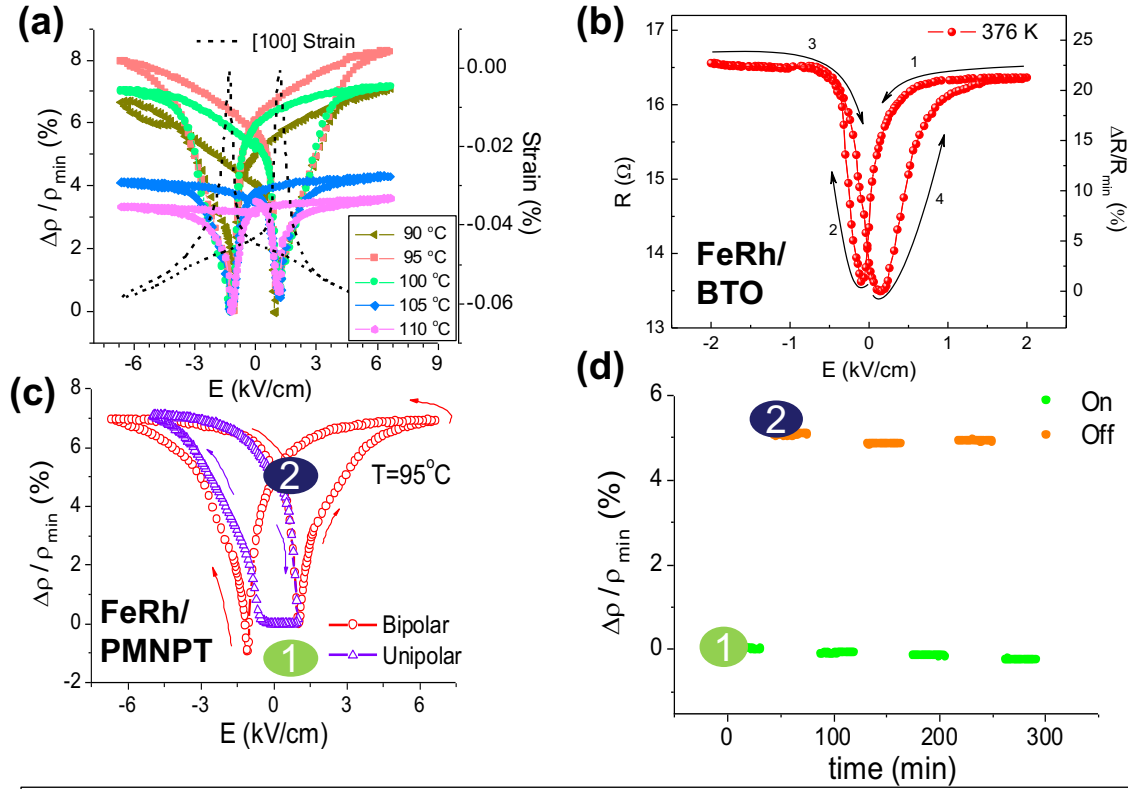 (a)
[100] Strain
Δρ / ρmin (%)
8
6
4
2
0
0.00
-0.02
-0.04
-0.06
Strain (%)
90 °C
95 °C
100 °C
105 °C
110 °C
-6 -3 0 3 6 9
E (kV/cm)
(b)
376 K
R (Ω)
17
16
15
14
13
25
20
15
10
5
0
ΔR/Rmin (%)
3
1
2
4
FeRh/
BTO
-2 -1 0 1 2
E (kV/cm)
(c)
Δρ / ρmin (%)
8
6
4
2
0
-2
2
T=95°C
FeRh/
PMNPT
1
Bipolar
Unipolar
-6 -3 0 3 6
E (kV/cm)
(d)
Δρ / ρmin (%)
6
4
2
0
2
On
Off
1
0 100 200 300
time (min)